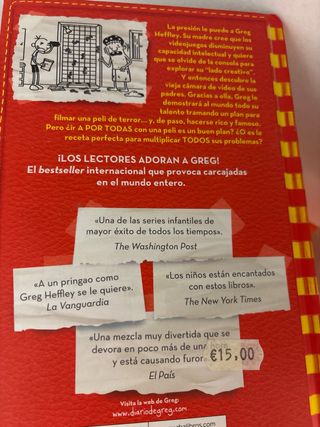 La presión le puede a Greg
Heffley. Su madre cree que los
videojuegos disminuyen su
capacidad intelectual y quiere
que se olvide de la consola para
explorar su "lado creativo".
Y entonces descubre la
vieja cámara de vídeo de sus
padres. Gracias a ella, Greg le
demostrará al mundo todo su
talento tramando un plan para
filmar una peli de terror... y, de paso, hacerse rico y famoso.
Pero ¿ir A POR TODAS con una peli es un buen plan? ¿O es la
receta perfecta para multiplicar TODOS sus problemas?
¡LOS LECTORES ADORAN A GREG!
El bestseller internacional que provoca carcajadas
en el mundo entero.
«Una de las series infantiles de
mayor éxito de todos los tiempos».
The Washington Post
«A un pringao como
Greg Heffley se le quiere».
La Vanguardia
«Los niños están encantados
con estos libros».
The New York Times
«Una mezcla muy divertida que se
devora en poco más de una hora
y está causando furor»
El País
€15,00
Visita la web de Greg:
www.diariodegreg.com